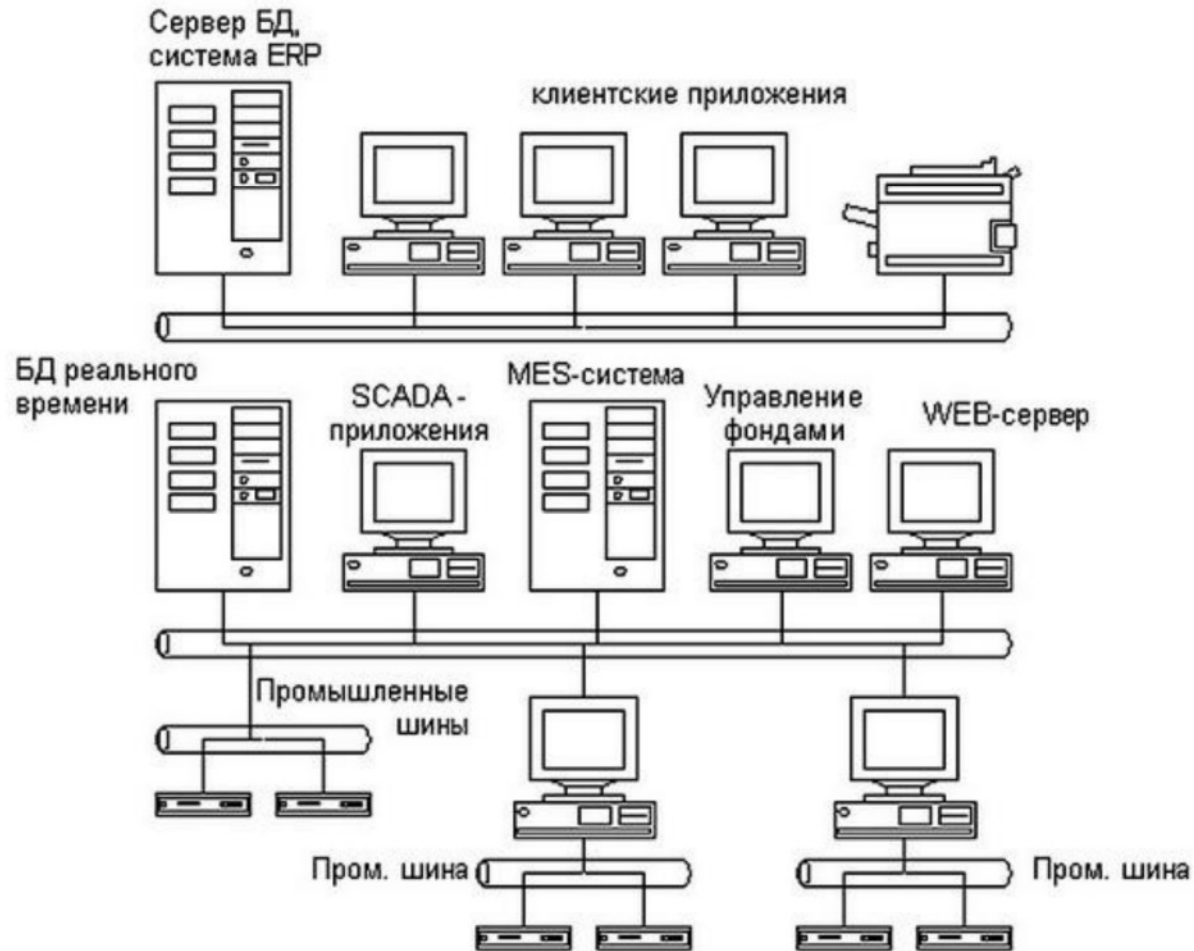 Сервер БД,
система ERP
клиентские приложения
БД реального
времени
SCADA -
приложения
MES-система
Управление
фондами
WEB-сервер
Промышленные
шины
Пром. шина
Пром. шина